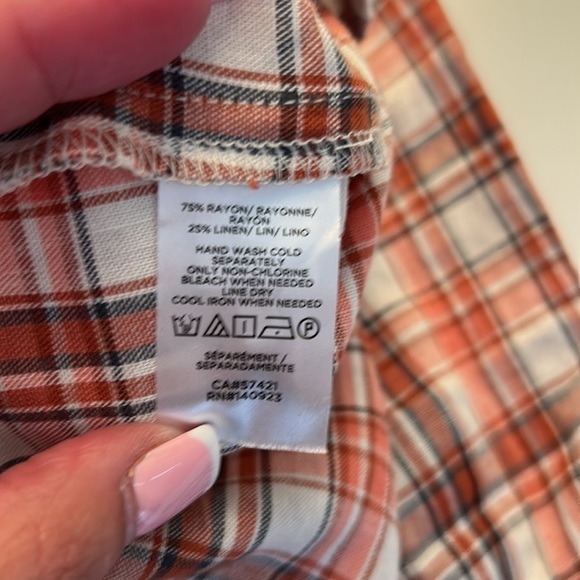 75% RAYON/ RAYONNE/
RAYÓN
25% LINEN/ LIN/ LINO
HAND WASH COLD
SEPARATELY
ONLY NON-CHLORINE
BLEACH WHEN NEEDED
LINE DRY
COOL IRON WHEN NEEDED
P
SÉPARÉMENT/
SEPARADAMENTE
CA#57421
RN#140923